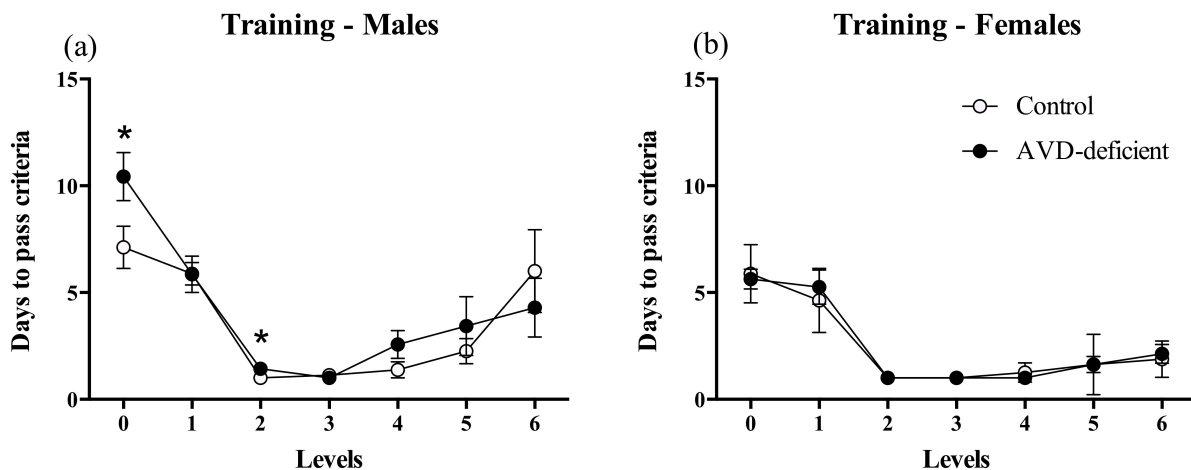 Training - Males
(a)
15
10
5
0
Days to pass criteria
*
*
0 1 2 3 4 5 6
Levels
Training - Females
(b)
15
10
5
0
Days to pass criteria
Control
AVD-deficient
0 1 2 3 4 5 6
Levels